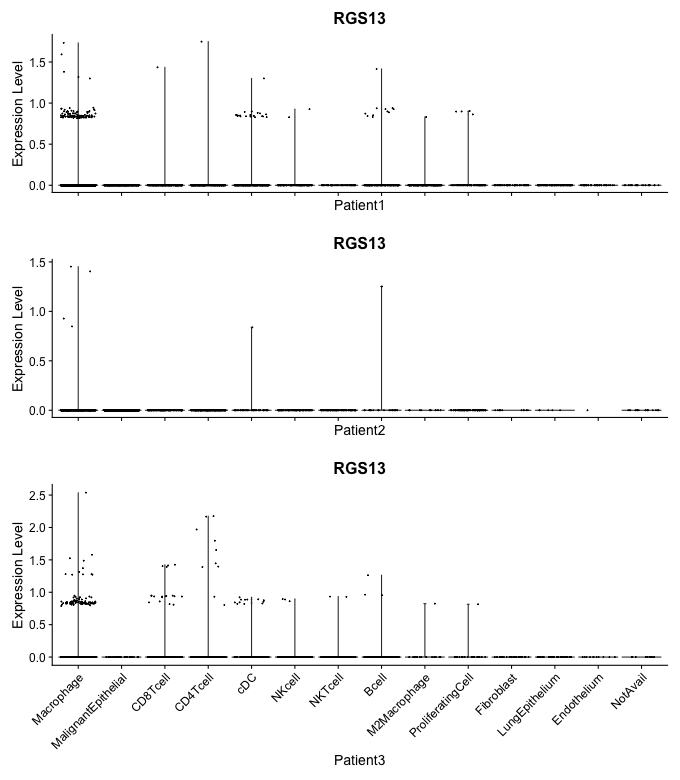 RGS13
Expression Level
1.5
1.0
0.5
0.0
Patient1
RGS13
Expression Level
1.5
1.0
0.5
0.0
Patient2
RGS13
Expression Level
2.5
2.0
1.5
1.0
0.5
0.0
Macrophage
MalignantEpithelial
CD8Tcell
CD4Tcell
cDC
NKcell
NKTcell
Bcell
M2Macrophage
ProliferatingCell
Fibroblast
LungEpithelium
Endothelium
NotAvail
Patient3